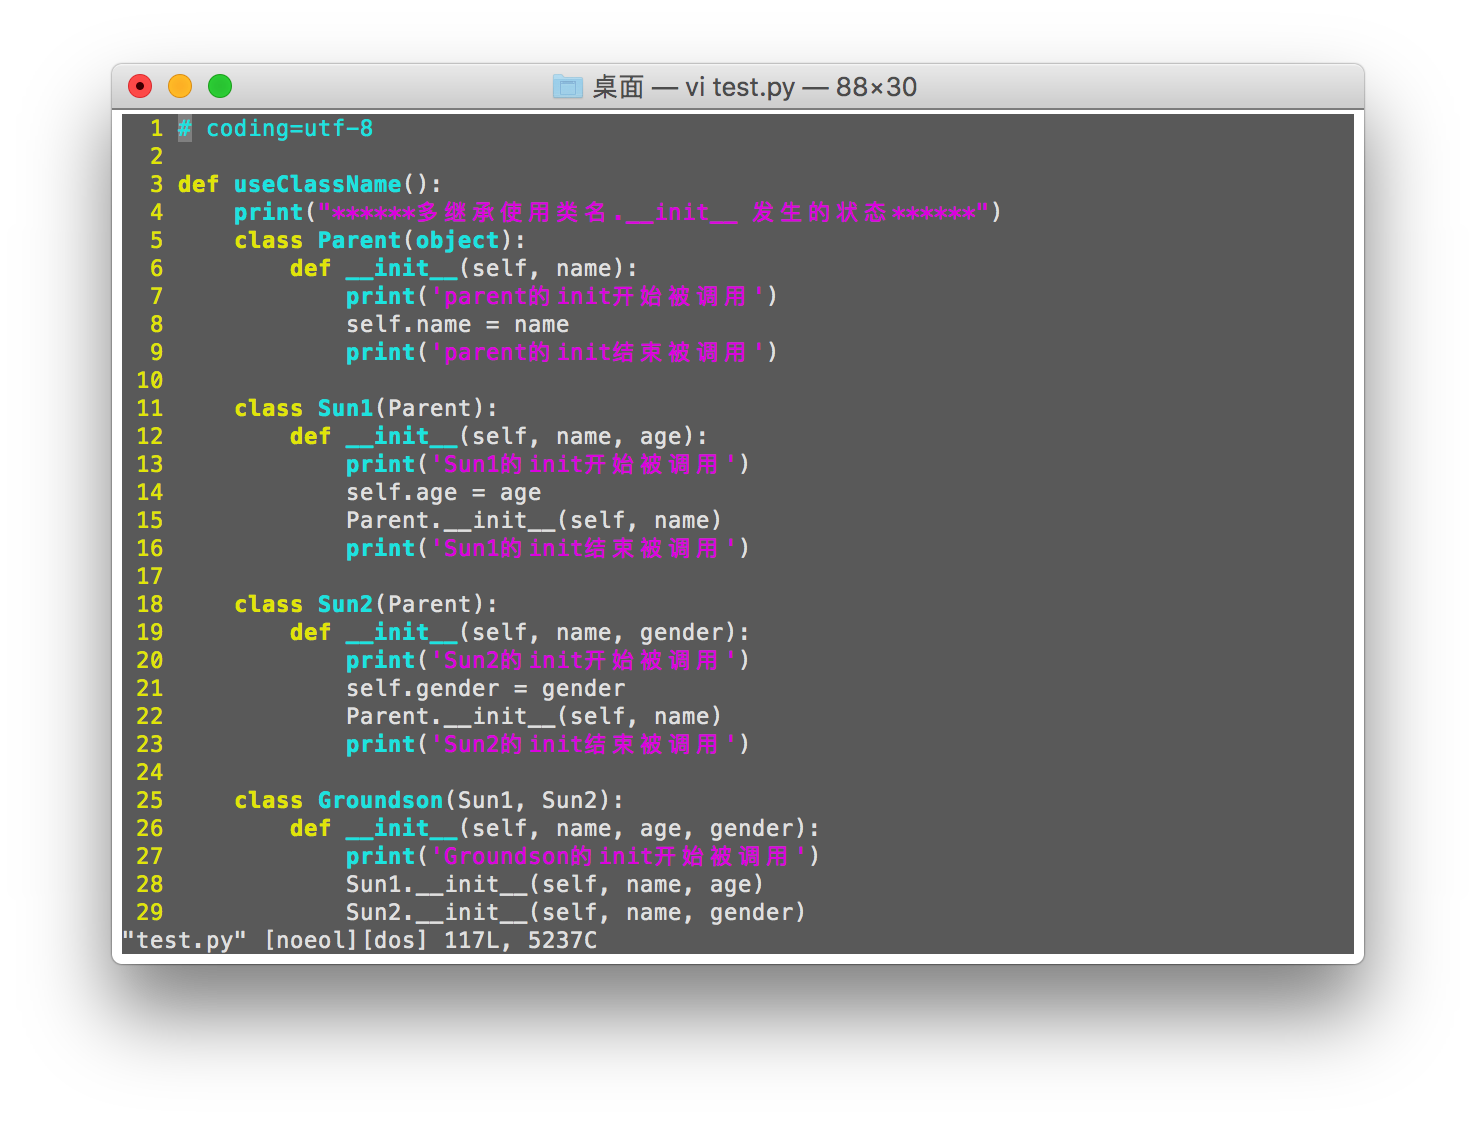 桌面 — vi test.py — 88×30
1 # coding=utf-8
2
3 def useClassName():
4     print("******多继承使用类名.__init__ 发生的状态******")
5     class Parent(object):
6         def __init__(self, name):
7             print('parent的init开始被调用')
8             self.name = name
9             print('parent的init结束被调用')
10
11     class Sun1(Parent):
12         def __init__(self, name, age):
13             print('Sun1的init开始被调用')
14             self.age = age
15             Parent.__init__(self, name)
16             print('Sun1的init结束被调用')
17
18     class Sun2(Parent):
19         def __init__(self, name, gender):
20             print('Sun2的init开始被调用')
21             self.gender = gender
22             Parent.__init__(self, name)
23             print('Sun2的init结束被调用')
24
25     class Groundson(Sun1, Sun2):
26         def __init__(self, name, age, gender):
27             print('Groundson的init开始被调用')
28             Sun1.__init__(self, name, age)
29             Sun2.__init__(self, name, gender)
"test.py" [noeol][dos] 117L, 5237C